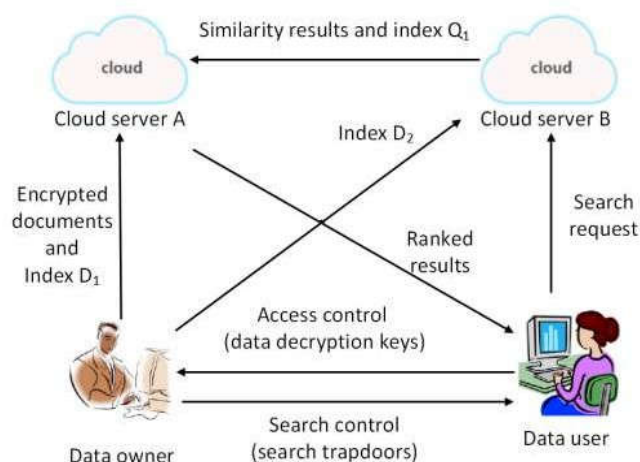 Similarity results and index Q₁
cloud
cloud
Cloud server A
Cloud server B
Index D₂
Encrypted
documents
and
Index D₁
Search
request
Ranked
results
Access control
(data decryption keys)
Search control
(search trapdoors)
Data owner
Data user